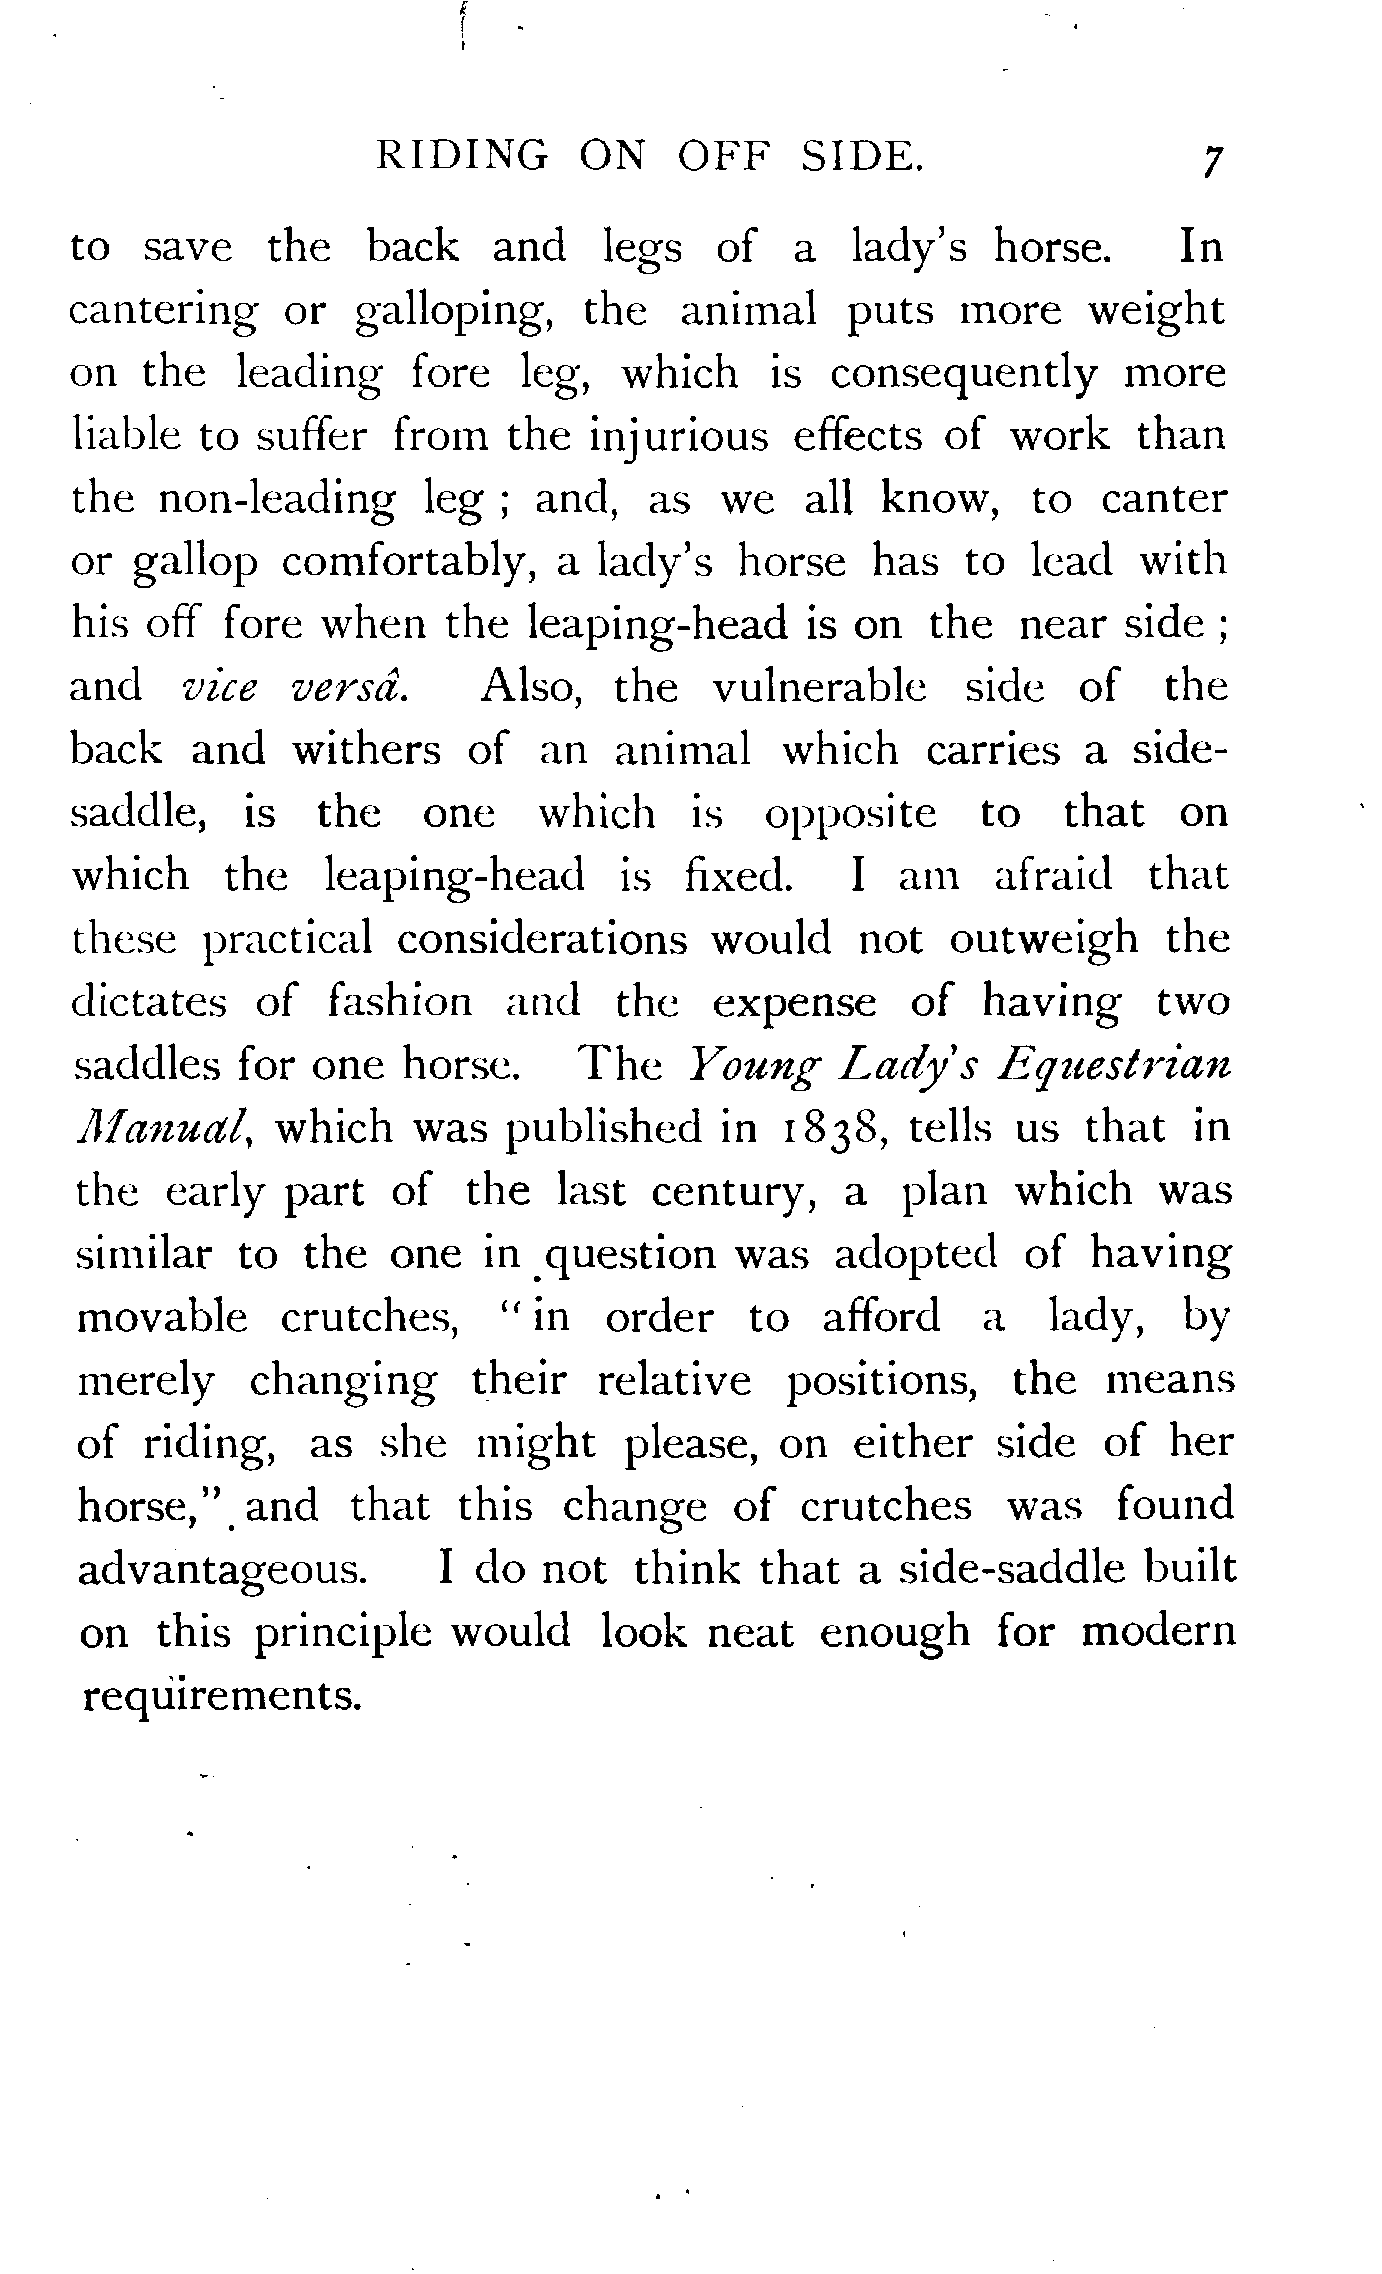 RIDING ON OFF SIDE. 7
to save the back and legs of a lady's horse. In
cantering or galloping, the animal puts more weight
on the leading fore leg, which is consequently more
liable to suffer from the injurious effects of work than
the non-leading leg ; and, as we all know, to canter
or gallop comfortably, a lady's horse has to lead with
his off fore when the leaping-head is on the near side ;
and vice versâ. Also, the vulnerable side of the
back and withers of an animal which carries a side-
saddle, is the one which is opposite to that on
which the leaping-head is fixed. I am afraid that
these practical considerations would not outweigh the
dictates of fashion and the expense of having two
saddles for one horse. The Young Lady's Equestrian
Manual, which was published in 1838, tells us that in
the early part of the last century, a plan which was
similar to the one in question was adopted of having
movable crutches, "in order to afford a lady, by
merely changing their relative positions, the means
of riding, as she might please, on either side of her
horse," and that this change of crutches was found
advantageous. I do not think that a side-saddle built
on this principle would look neat enough for modern
requirements.